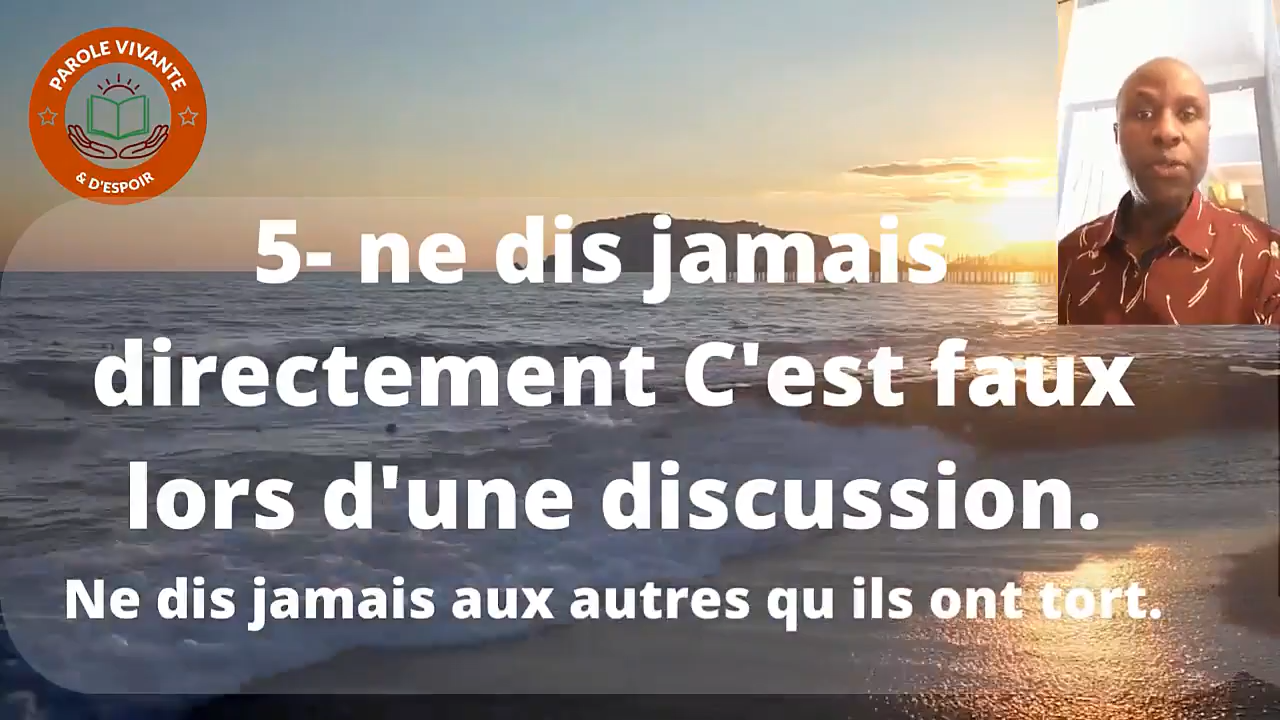 PAROLE VIVANTE
& D'ESPOIR
5- ne dis jamais
directement C'est faux
lors d'une discussion.
Ne dis jamais aux autres qu ils ont tort.